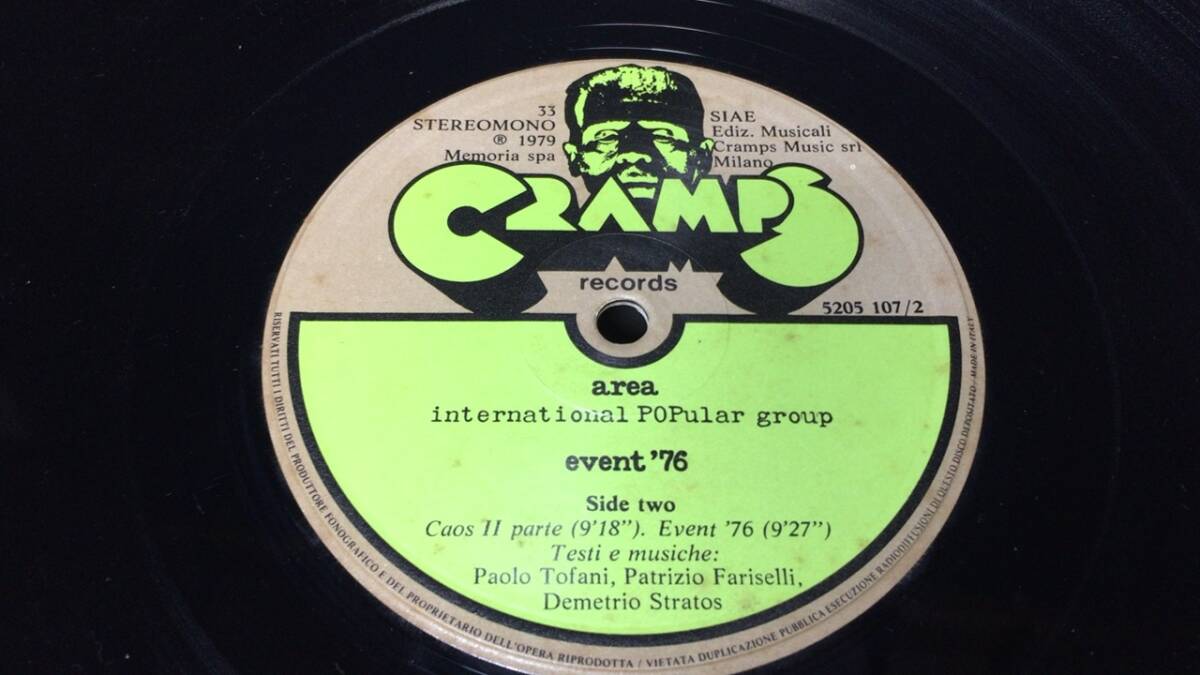 33
STEREOMONO
℗ 1979
Memoria spa
SIAE
Ediz. Musicali
Cramps Music srl
Milano
CRAMPS
records
5205 107/2
area
international POPular group
event '76
Side two
Caos II parte (9'18"). Event '76 (9'27")
Testi e musiche:
Paolo Tofani, Patrizio Fariselli,
Demetrio Stratos
RISERVATI TUTTI I DIRITTI DEL PRODUTTORE FONOGRAFICO E DEL PROPRIETARIO DELL'OPERA RIPRODOTTA / VIETATA DUPLICAZIONE PUBBLICA ESECUZIONE RADIODIFFUSIONI DI QUESTO DISCO DEPOSITATO - MADE IN ITALY